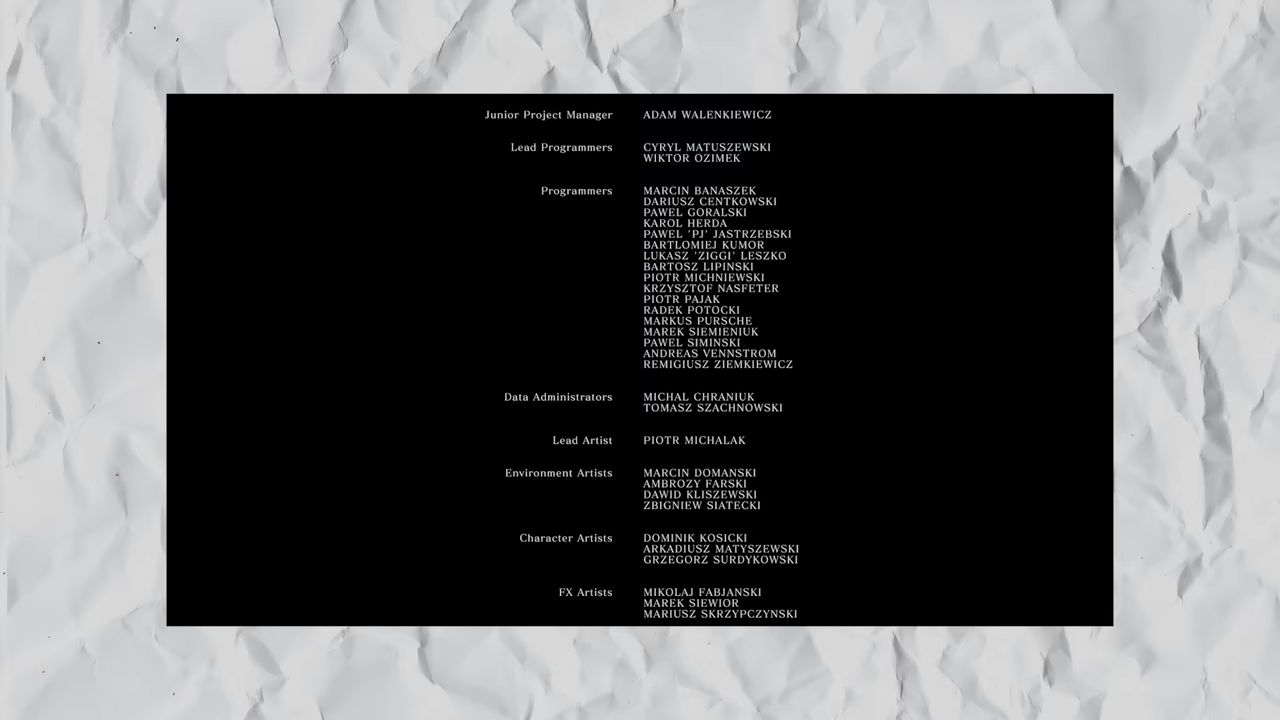 Junior Project Manager ADAM WALENKIEWICZ
Lead Programmers CYRYL MATUSZEWSKI
WIKTOR OZIMEK
Programmers MARCIN BANASZEK
DARIUSZ CENTKOWSKI
PAWEL GORALSKI
KAROL HERDA
PAWEL 'PJ' JASTRZEBSKI
BARTLOMIEJ KUMOR
LUKASZ 'ZIGGI' LESZKO
BARTOSZ LIPINSKI
PIOTR MICHNIEWSKI
KRZYSZTOF NASFETER
PIOTR PAJAK
RADEK POTOCKI
MARKUS PURSCHE
MAREK SIEMIENIUK
PAWEL SIMINSKI
ANDREAS VENNSTROM
REMIGIUSZ ZIEMKIEWICZ
Data Administrators MICHAL CHRANIUK
TOMASZ SZACHNOWSKI
Lead Artist PIOTR MICHALAK
Environment Artists MARCIN DOMANSKI
AMBROZY FARSKI
DAWID KLISZEWSKI
ZBIGNIEW SIATECKI
Character Artists DOMINIK KOSICKI
ARKADIUSZ MATYSZEWSKI
GRZEGORZ SURDYKOWSKI
FX Artists MIKOLAJ FABJANSKI
MAREK SIEWIOR
MARIUSZ SKRZYPCZYNSKI